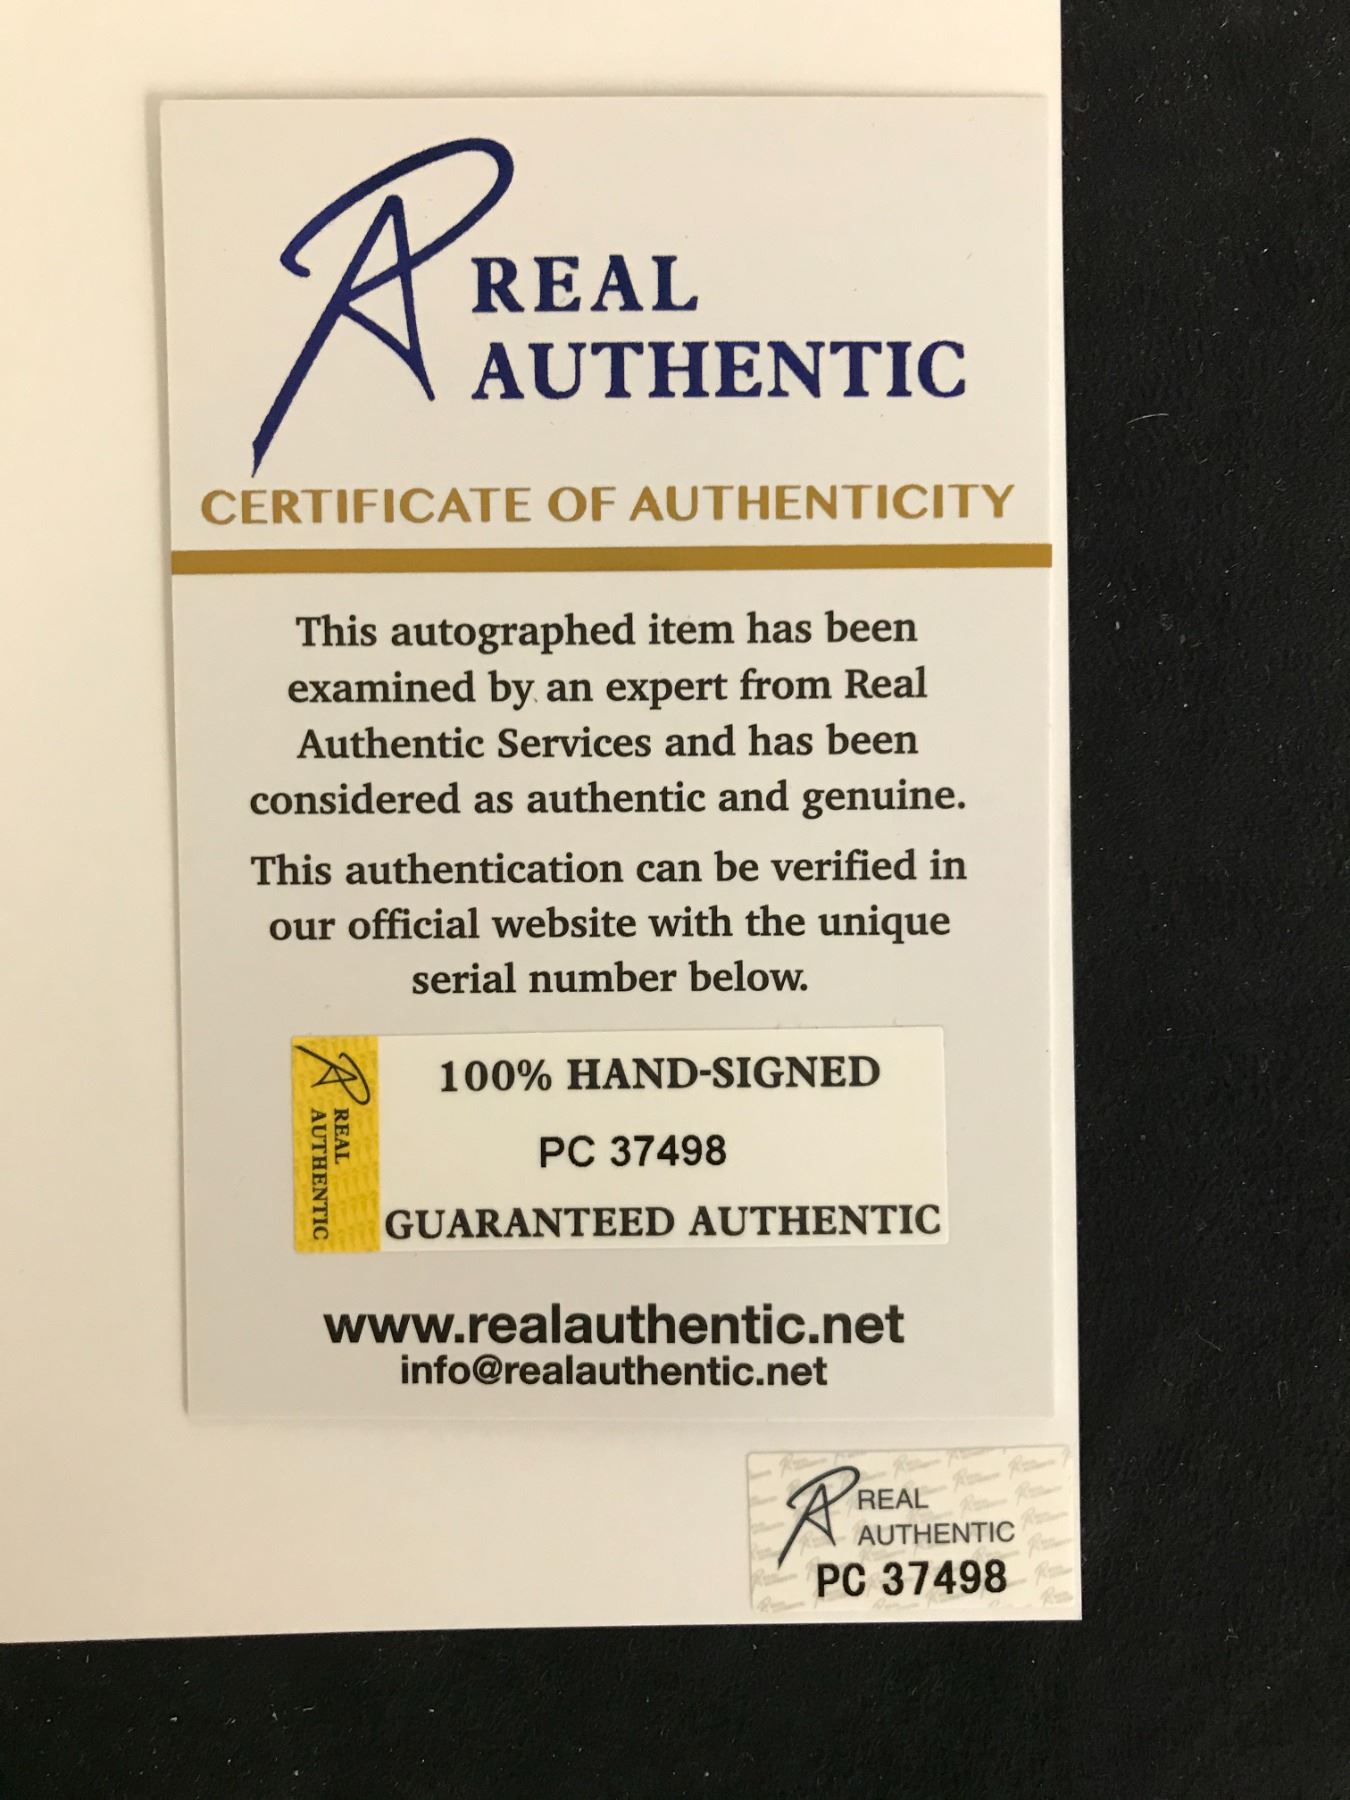 REAL
AUTHENTIC
CERTIFICATE OF AUTHENTICITY
This autographed item has been
examined by an expert from Real
Authentic Services and has been
considered as authentic and genuine.
This authentication can be verified in
our official website with the unique
serial number below.
REAL
AUTHENTIC
100% HAND-SIGNED
PC 37498
GUARANTEED AUTHENTIC
www.realauthentic.net
info@realauthentic.net
REAL
AUTHENTIC
PC 37498